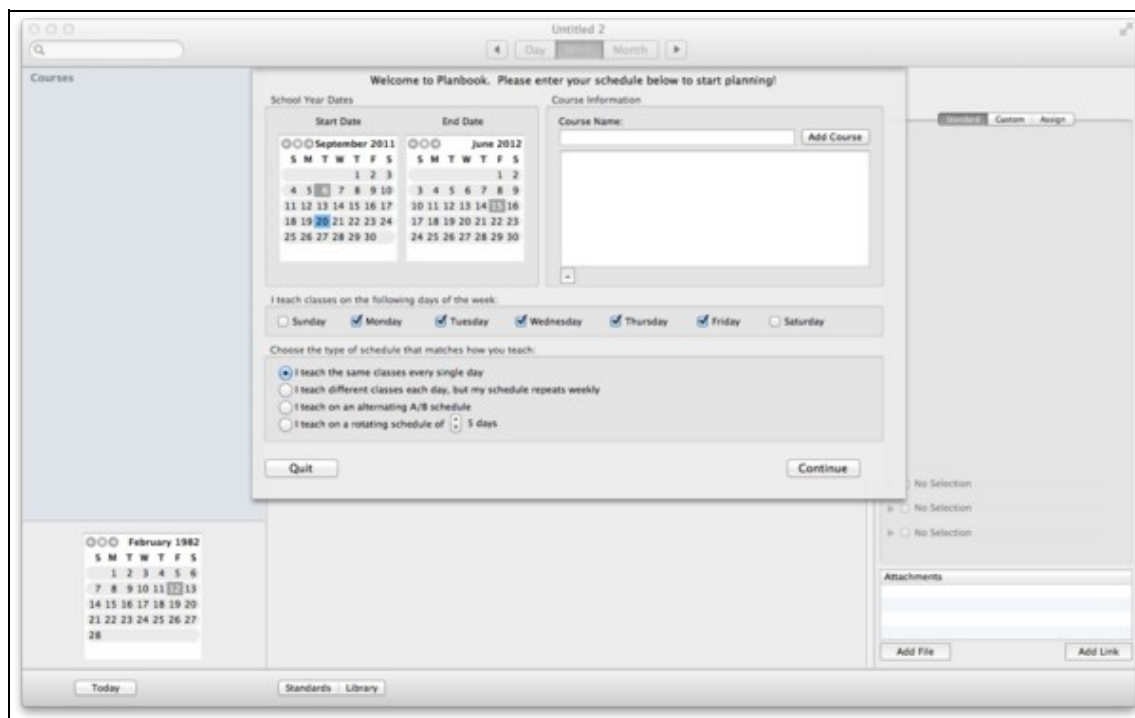 Untitled 2
Day Week Month
Courses
Welcome to Planbook. Please enter your schedule below to start planning!
School Year Dates
Start Date
End Date
September 2011
S M T W T F S
1 2 3
4 5 6 7 8 9 10
11 12 13 14 15 16 17
18 19 20 21 22 23 24
25 26 27 28 29 30
June 2012
S M T W T F S
1 2
3 4 5 6 7 8 9
10 11 12 13 14 15 16
17 18 19 20 21 22 23
24 25 26 27 28 29 30
Course Information
Course Name:
Add Course
I teach classes on the following days of the week:
Sunday Monday Tuesday Wednesday Thursday Friday Saturday
Choose the type of schedule that matches how you teach:
I teach the same classes every single day
I teach different classes each day, but my schedule repeats weekly
I teach on an alternating A/B schedule
I teach on a rotating schedule of 5 days
Quit
Continue
Standard Custom Assign
No Selection
No Selection
No Selection
February 1982
S M T W T F S
1 2 3 4 5 6
7 8 9 10 11 12 13
14 15 16 17 18 19 20
21 22 23 24 25 26 27
28
Attachments
Add File
Add Link
Today
Standards Library